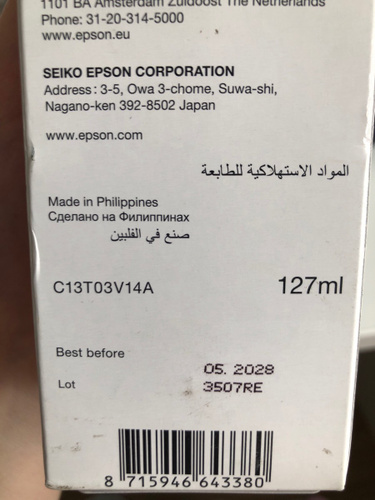 1101 BA Amsterdam Zuidoost The Netherlands
Phone: 31-20-314-5000
www.epson.eu
SEIKO EPSON CORPORATION
Address: 3-5, Owa 3-chome, Suwa-shi,
Nagano-ken 392-8502 Japan
www.epson.com
المواد الاستهلاكية للطابعة
Made in Philippines
Сделано на Филиппинах
صنع في الفلبين
C13T03V14A 127ml
Best before 05. 2028
Lot 3507RE
8 715946 643380